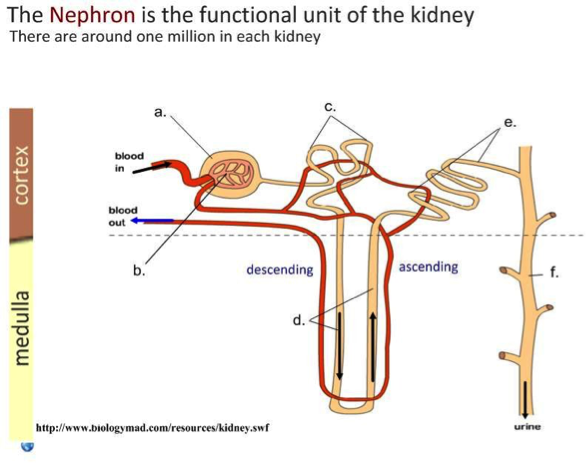 The Nephron is the functional unit of the kidney
There are around one million in each kidney
a.
c.
e.
blood
in
cortex
blood
out
b.
descending
ascending
f.
medulla
d.
http://www.biologymad.com/resources/kidney.swf
urine